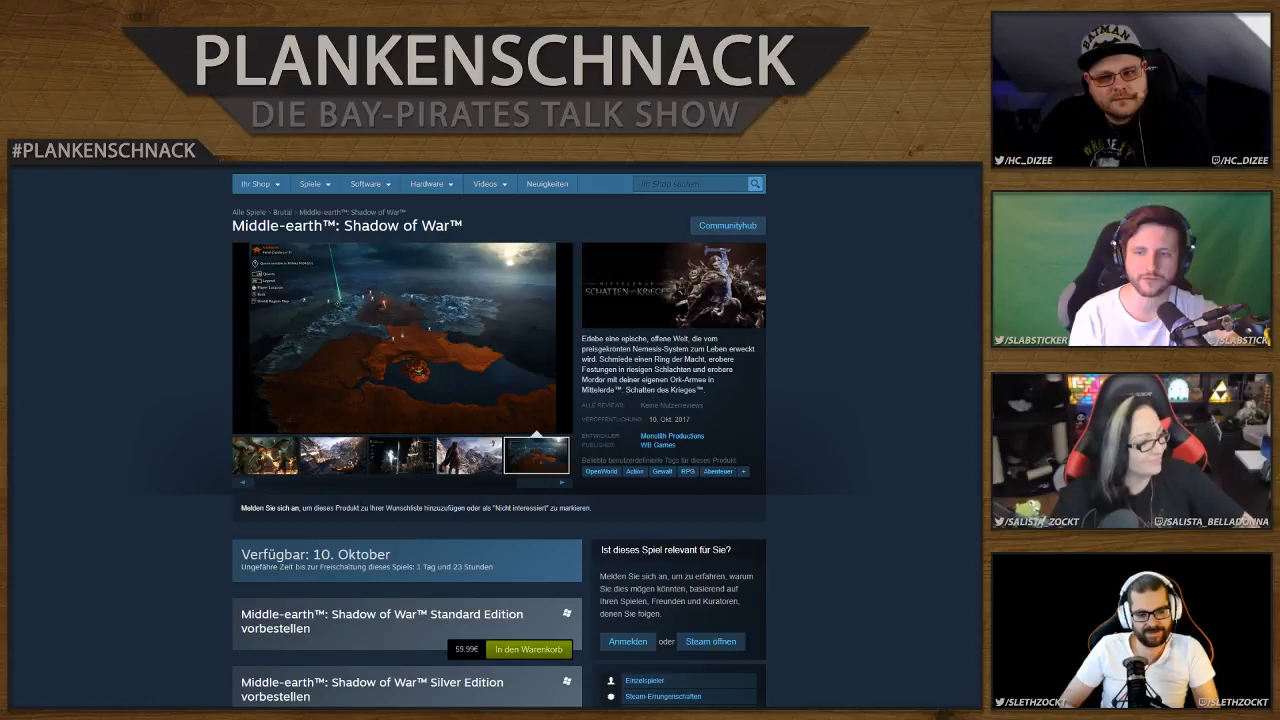 PLANKENSCHNACK
DIE BAY-PIRATES TALK SHOW
#PLANKENSCHNACK
Ihr Shop
Spiele
Software
Hardware
Videos
Neuigkeiten
Im Shop suchen
Alle Spiele > Brutal > Middle-earth™: Shadow of War™
Middle-earth™: Shadow of War™
Communityhub
MITTELERDE
SCHATTEN DES KRIEGES
Erlebe eine epische, offene Welt, die vom
preisgekrönten Nemesis-System zum Leben erweckt
wird. Schmiede einen Ring der Macht, erobere
Festungen in riesigen Schlachten und erobere
Mordor mit deiner eigenen Ork-Armee in
Mittelerde™: Schatten des Krieges™.
ALLE REVIEWS: Keine Nutzerreviews
VERÖFFENTLICHUNG: 10. Okt. 2017
ENTWICKLER: Monolith Productions
PUBLISHER: WB Games
Beliebte benutzerdefinierte Tags für dieses Produkt:
OpenWorld Action Gewalt RPG Abenteuer +
Melden Sie sich an, um dieses Produkt zu Ihrer Wunschliste hinzuzufügen oder als "Nicht interessiert" zu markieren.
Verfügbar: 10. Oktober
Ungefähre Zeit bis zur Freischaltung dieses Spiels: 1 Tag und 23 Stunden
Middle-earth™: Shadow of War™ Standard Edition
vorbestellen
59,99€ In den Warenkorb
Middle-earth™: Shadow of War™ Silver Edition
vorbestellen
Ist dieses Spiel relevant für Sie?
Melden Sie sich an, um zu erfahren, warum
Sie dies mögen könnten, basierend auf
Ihren Spielen, Freunden und Kuratoren,
denen Sie folgen.
Anmelden oder Steam öffnen
Einzelspieler
Steam-Errungenschaften
BATMAN
/HC_DIZEE /HC_DIZEE
/SLABSTICKER /SLABSTICK
/SALISTA_ZOCKT /SALISTA_BELLADONNA
/SLETHZOCKT /SLETHZOCKT